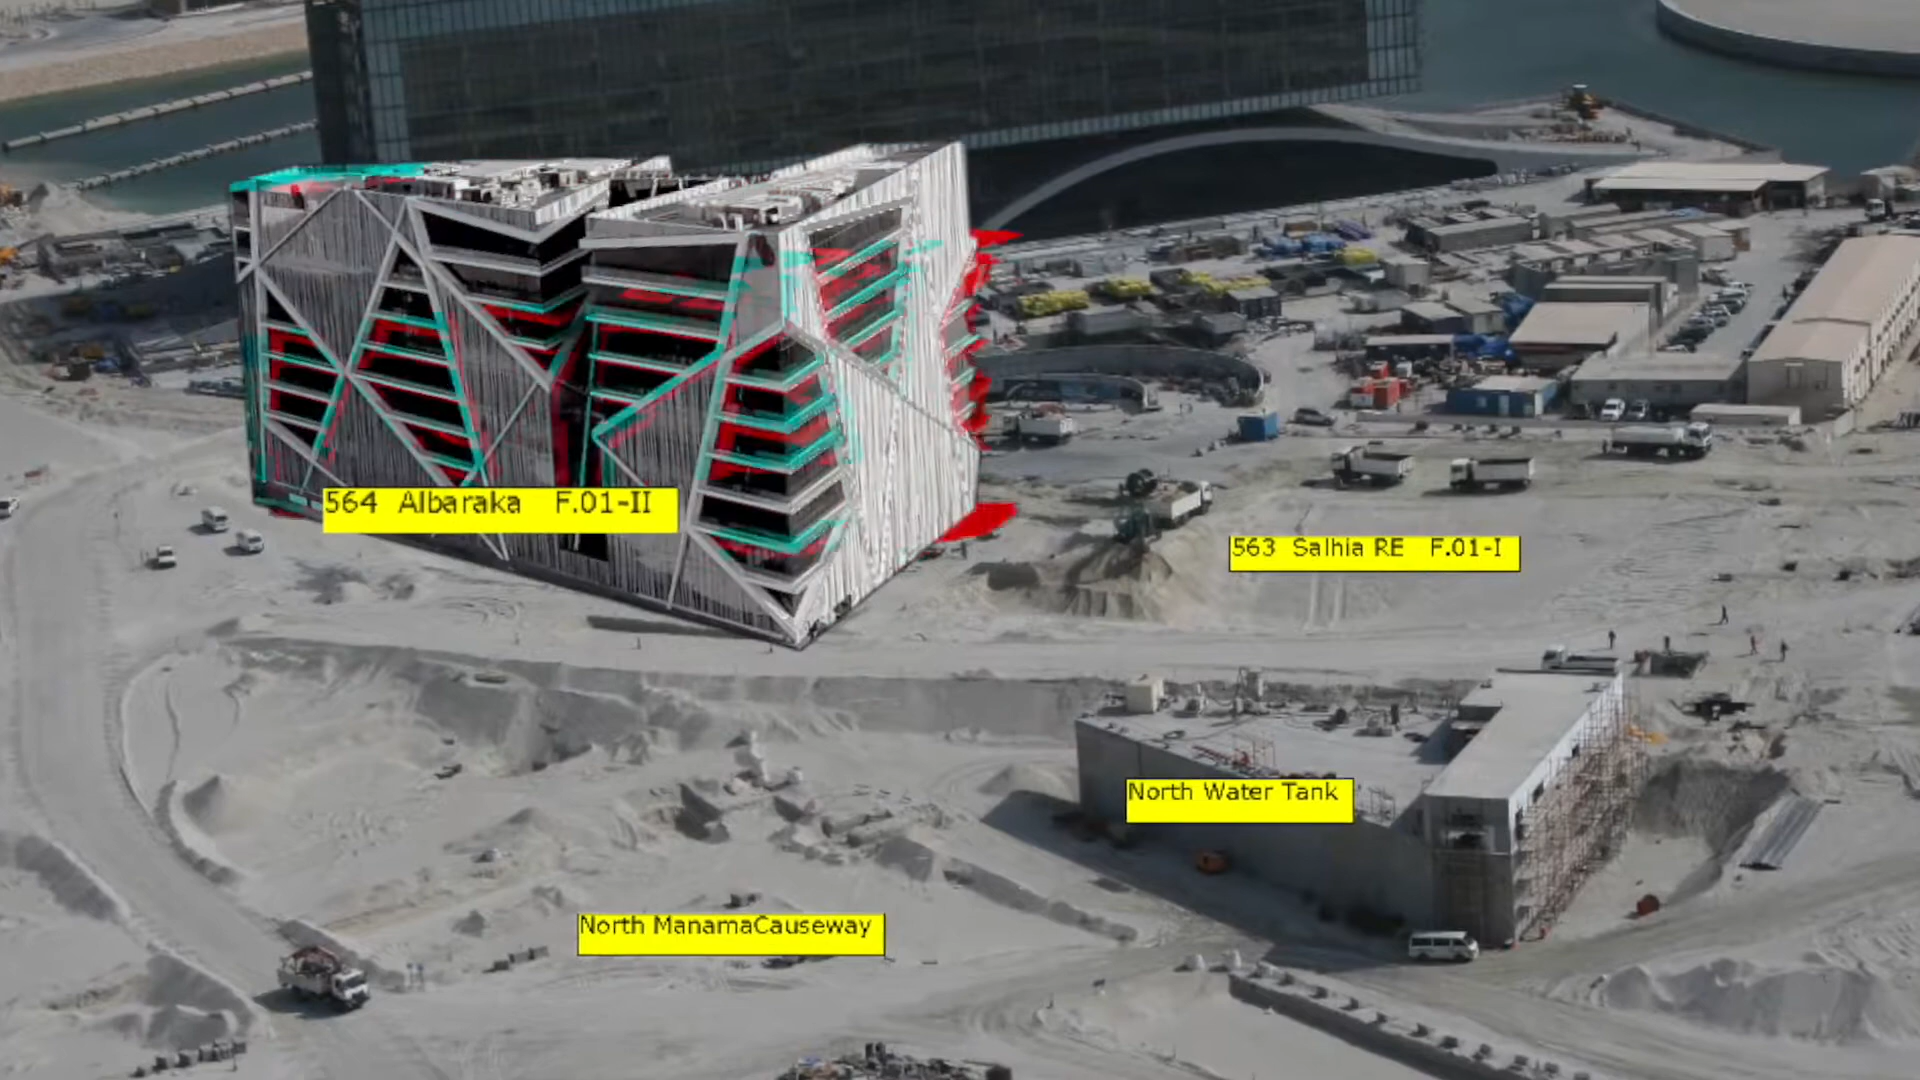 564 Albaraka F.01-II
563 Salhia RE F.01-I
North Water Tank
North ManamaCauseway